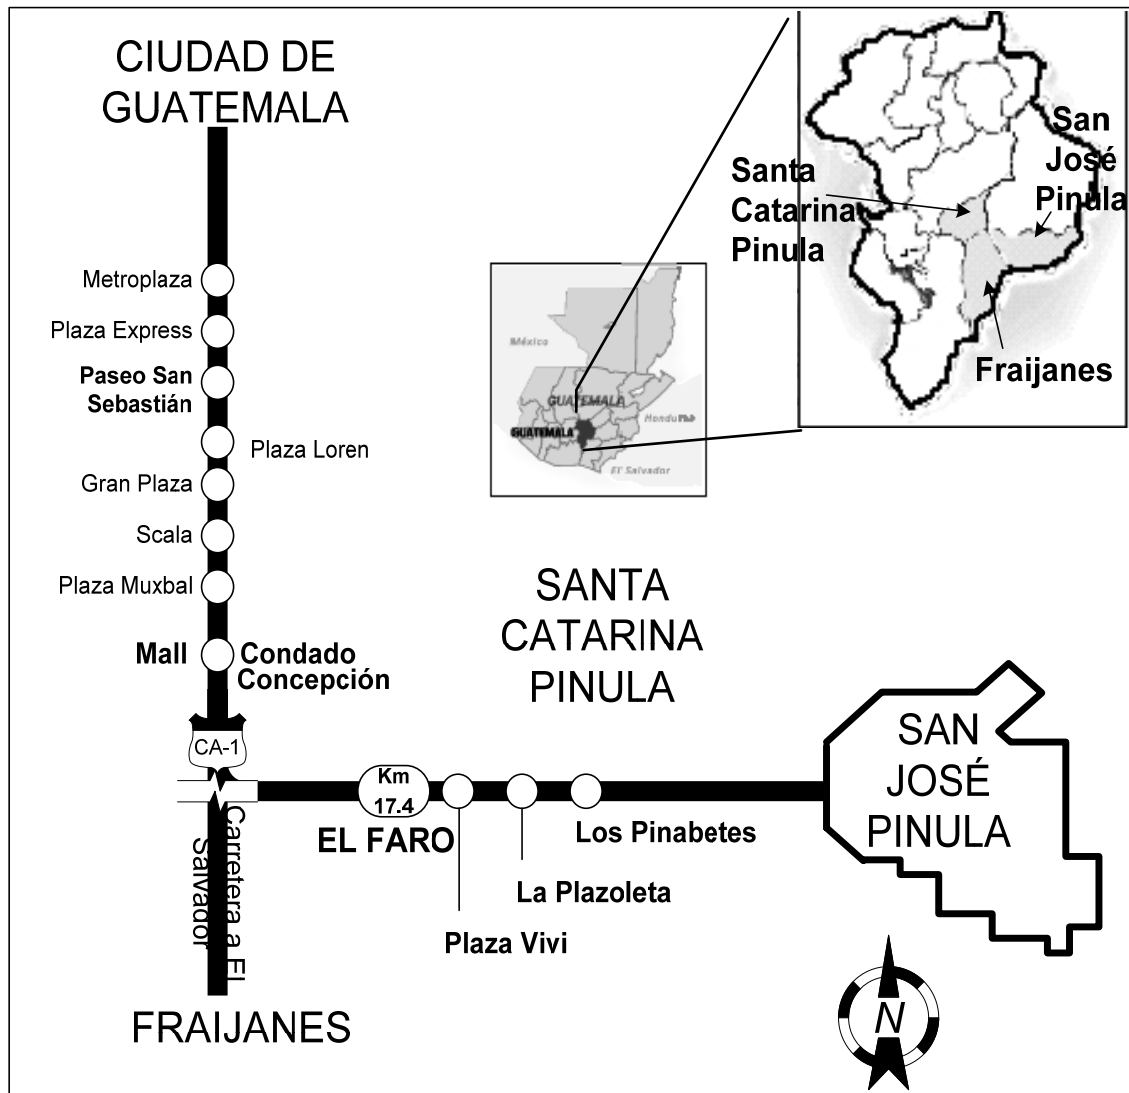 CIUDAD DE
GUATEMALA
Metroplaza
Plaza Express
Paseo San
Sebastián
Plaza Loren
Gran Plaza
Scala
Plaza Muxbal
Mall
Condado
Concepción
CA-1
Carretera a El
Salvador
FRAIJANES
Km
17.4
EL FARO
Plaza Vivi
La Plazoleta
Los Pinabetes
SANTA
CATARINA
PINULA
SAN
JOSÉ
PINULA
N
México
GUATEMALA
GUATEMALA
El Salvador
Santa
Catarina
Pinula
San
José
Pinula
Fraijanes